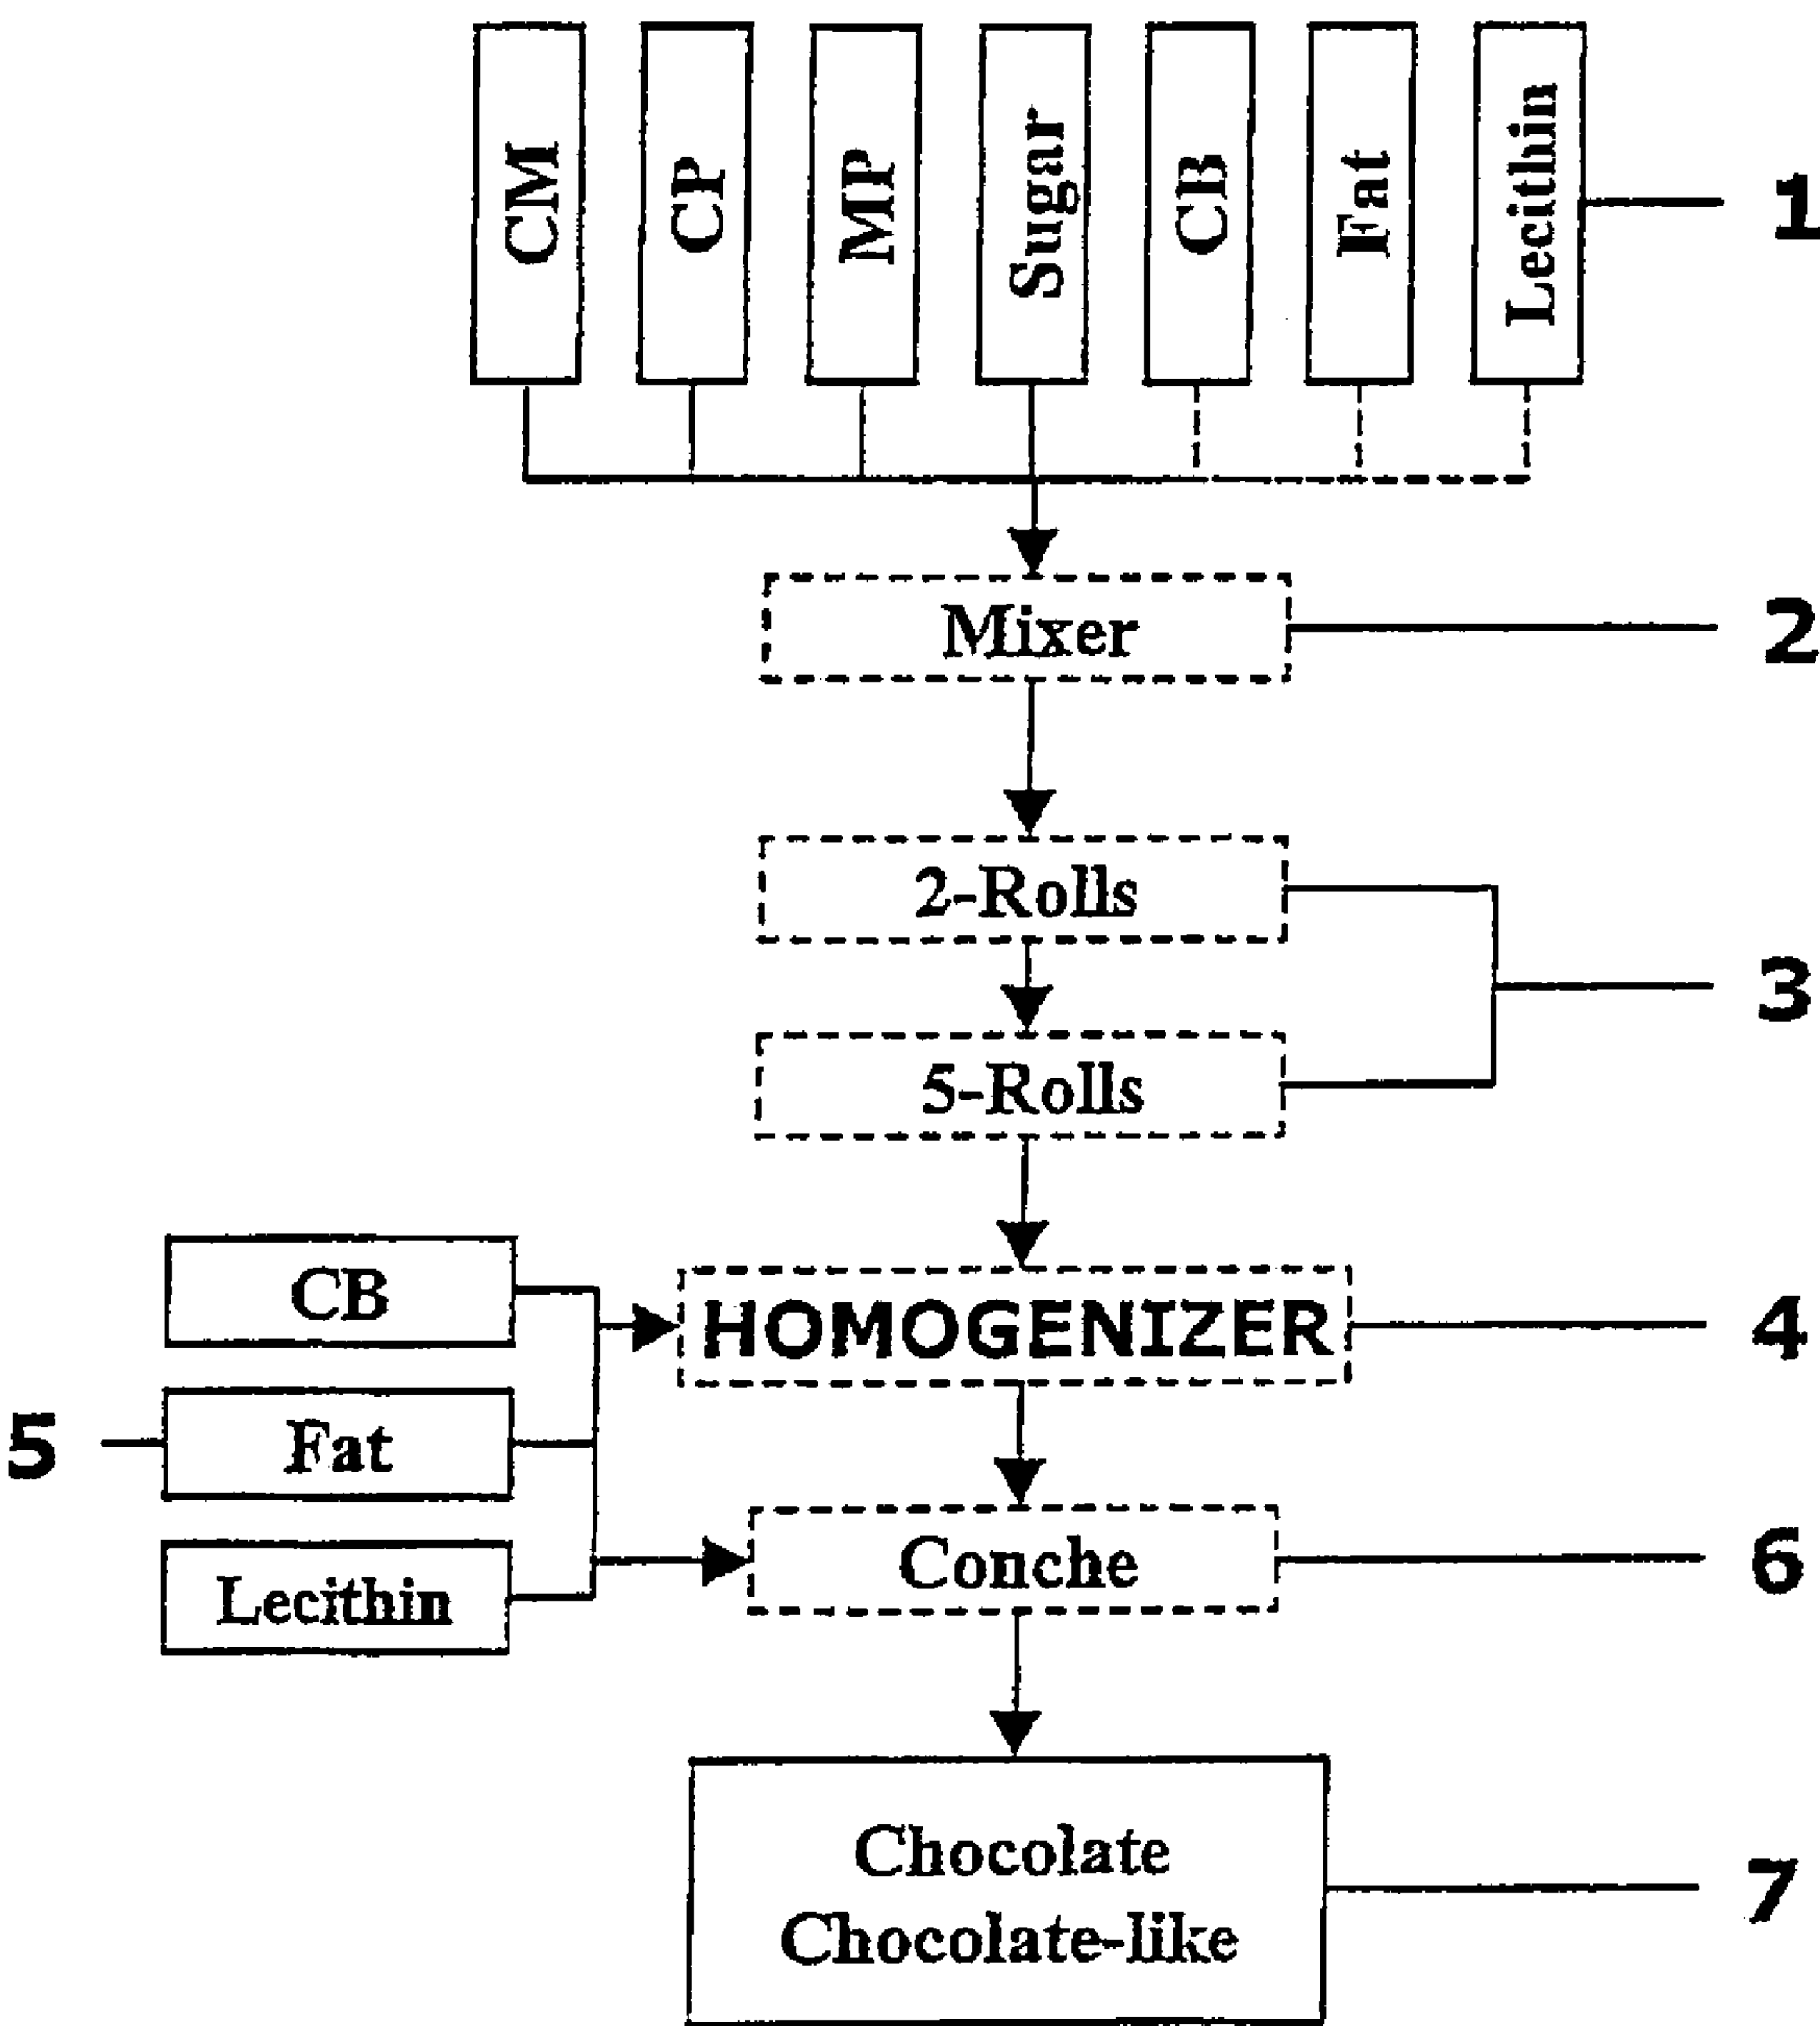 CM
CP
MP
Sugar
CB
Fat
Lecithin
1
Mixer
2
2-Rolls
3
5-Rolls
CB
HOMOGENIZER
4
5
Fat
Conche
6
Lecithin
Chocolate
Chocolate-like
7